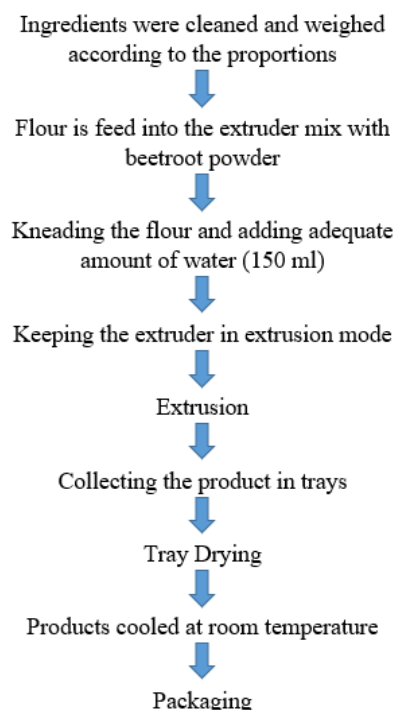 Ingredients were cleaned and weighed
according to the proportions
Flour is feed into the extruder mix with
beetroot powder
Kneading the flour and adding adequate
amount of water (150 ml)
Keeping the extruder in extrusion mode
Extrusion
Collecting the product in trays
Tray Drying
Products cooled at room temperature
Packaging